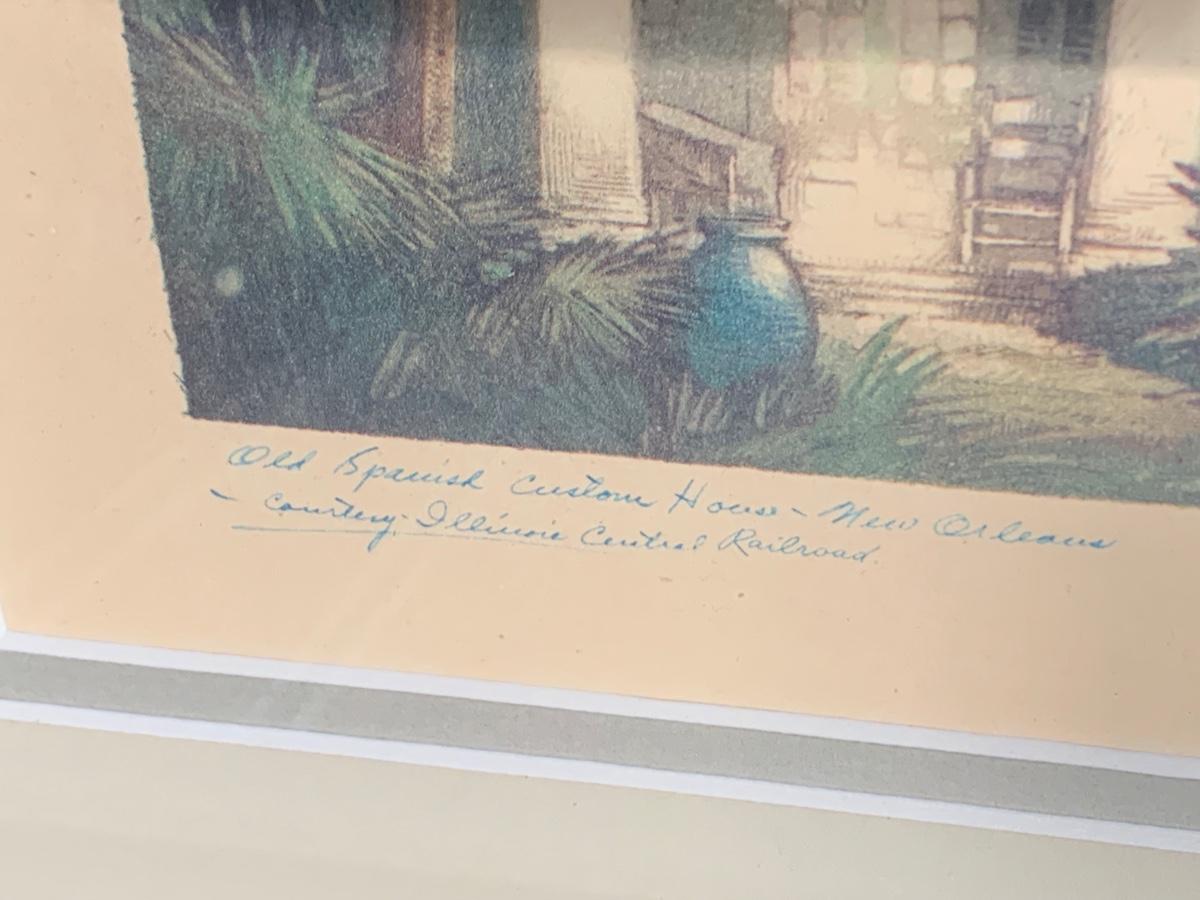 Old Spanish Custom House - New Orleans
- Courtesy - Illinois Central Railroad.